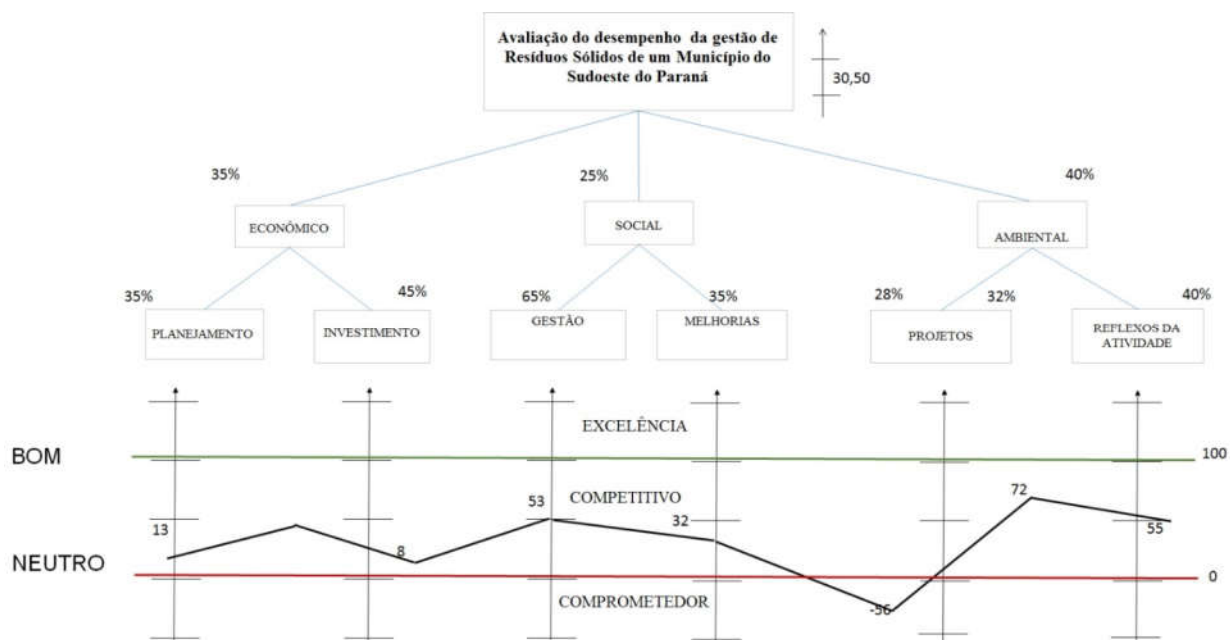 Avaliação do desempenho da gestão de
Resíduos Sólidos de um Município do
Sudoeste do Paraná
30,50
35%
25%
40%
ECONÔMICO
SOCIAL
AMBIENTAL
35%
45%
65%
35%
28%
32%
40%
PLANEJAMENTO
INVESTIMENTO
GESTÃO
MELHORIAS
PROJETOS
REFLEXOS DA
ATIVIDADE
EXCELÊNCIA
BOM
100
COMPETITIVO
13
8
53
32
72
55
NEUTRO
0
COMPROMETEDOR
-56